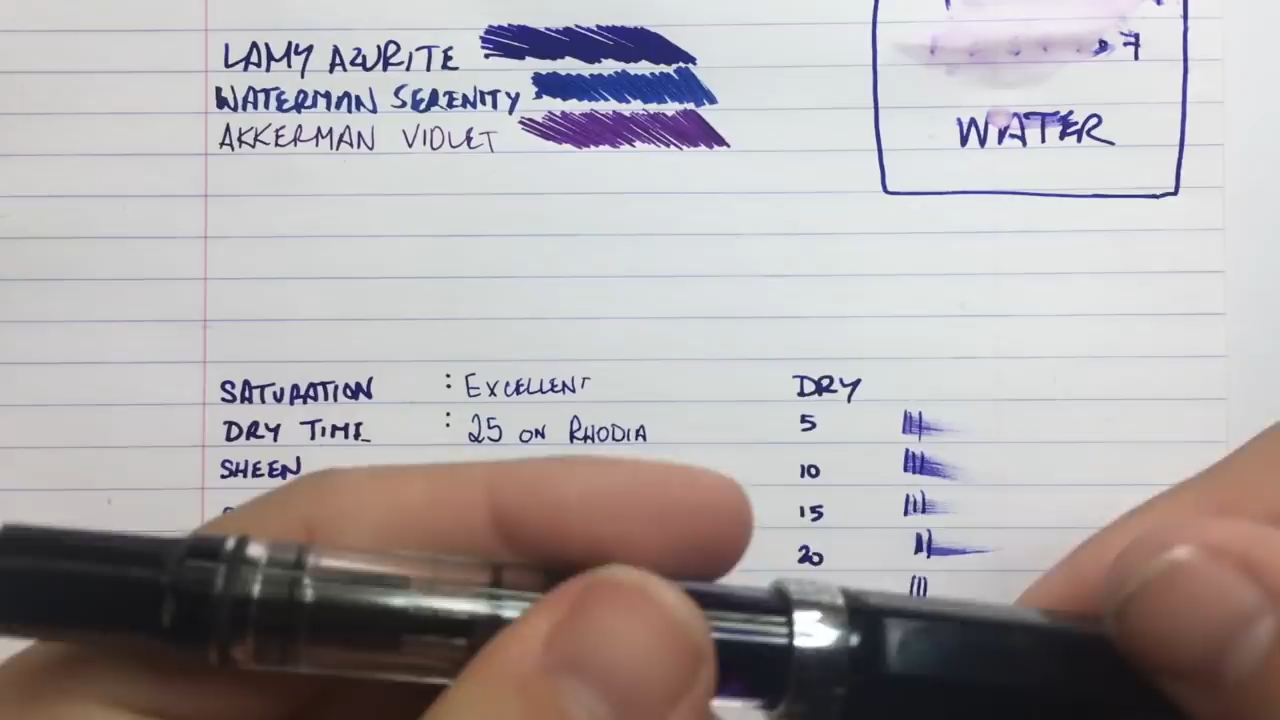 LAMY AZURITE
WATERMAN SERENITY
AKKERMAN VIOLET
7
WATER
SATURATION : EXCELLENT
DRY TIME : 25 ON RHODIA
SHEEN
DRY
5
10
15
20